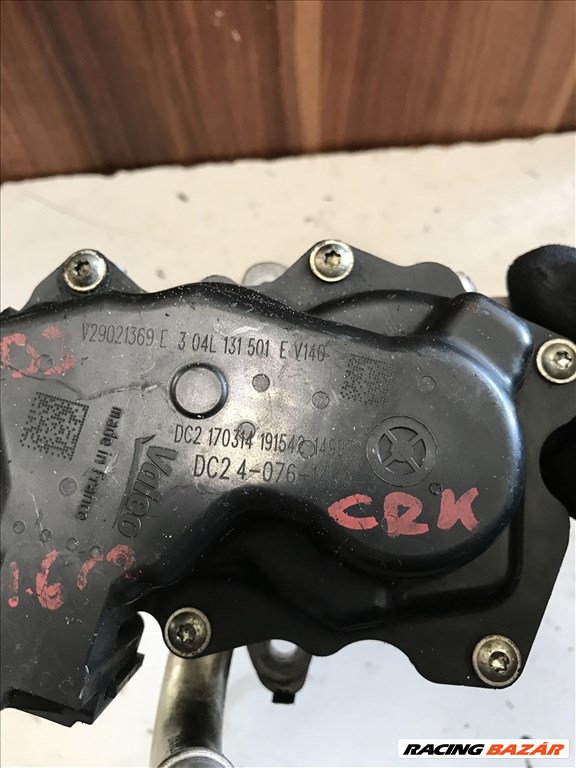 V29021369 E 3 04L 131 501 E V140
DC2 170314 191542
DC2 4-076-
Valeo
made in France
CRK
RACING BAZÁR